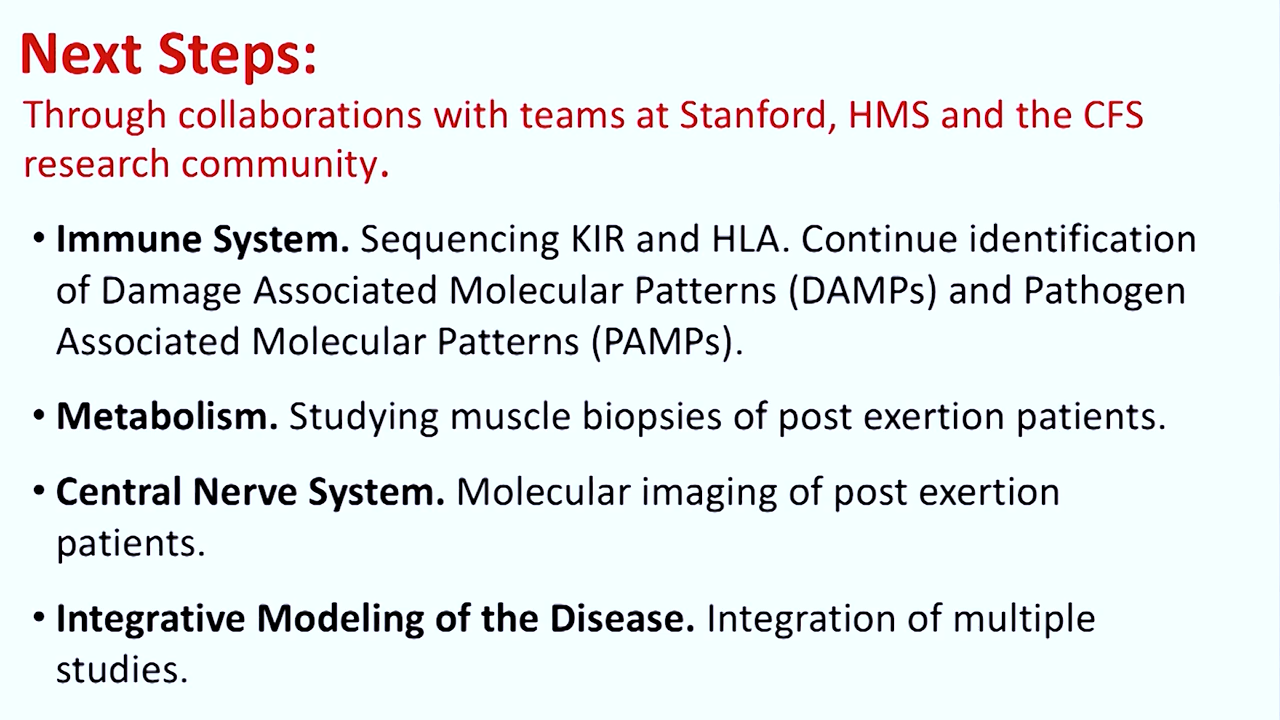 Next Steps:
Through collaborations with teams at Stanford, HMS and the CFS
research community.
• Immune System. Sequencing KIR and HLA. Continue identification
of Damage Associated Molecular Patterns (DAMPs) and Pathogen
Associated Molecular Patterns (PAMPs).
• Metabolism. Studying muscle biopsies of post exertion patients.
• Central Nerve System. Molecular imaging of post exertion
patients.
• Integrative Modeling of the Disease. Integration of multiple
studies.